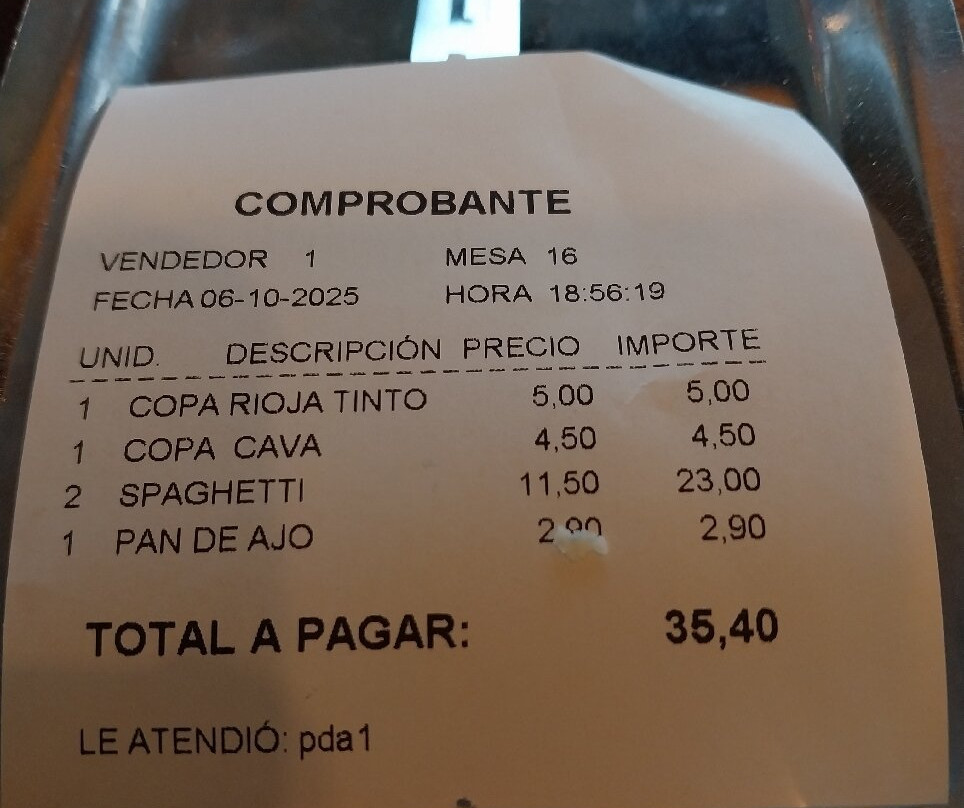 COMPROBANTE
VENDEDOR 1 MESA 16
FECHA 06-10-2025 HORA 18:56:19
UNID. DESCRIPCIÓN PRECIO IMPORTE
1 COPA RIOJA TINTO 5,00 5,00
1 COPA CAVA 4,50 4,50
2 SPAGHETTI 11,50 23,00
1 PAN DE AJO 2,90 2,90
TOTAL A PAGAR: 35,40
LE ATENDIÓ: pda1